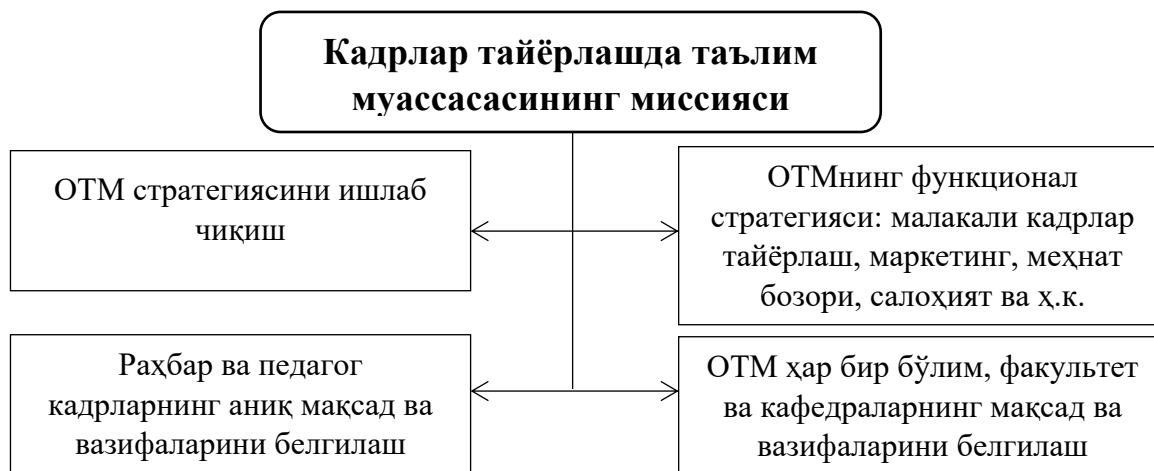 Кадрлар тайёрлашда таълим
муассасасининг миссияси
ОТМ стратегиясини ишлаб
чиқиш
ОТМнинг функционал
стратегияси: малакали кадрлар
тайёрлаш, маркетинг, меҳнат
бозори, салоҳият ва ҳ.к.
Раҳбар ва педагог
кадрларнинг аниқ мақсад ва
вазифаларини белгилаш
ОТМ ҳар бир бўлим, факультет
ва кафедраларнинг мақсад ва
вазифаларини белгилаш